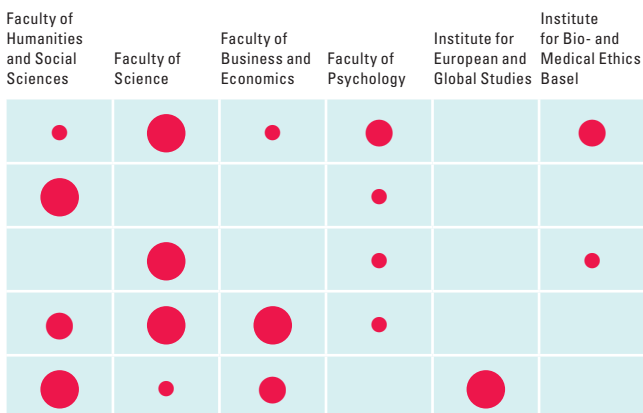 Faculty of
Humanities
and Social
Sciences
Faculty of
Science
Faculty of
Business and
Economics
Faculty of
Psychology
Institute for
European and
Global Studies
Institute
for Bio- and
Medical Ethics
Basel